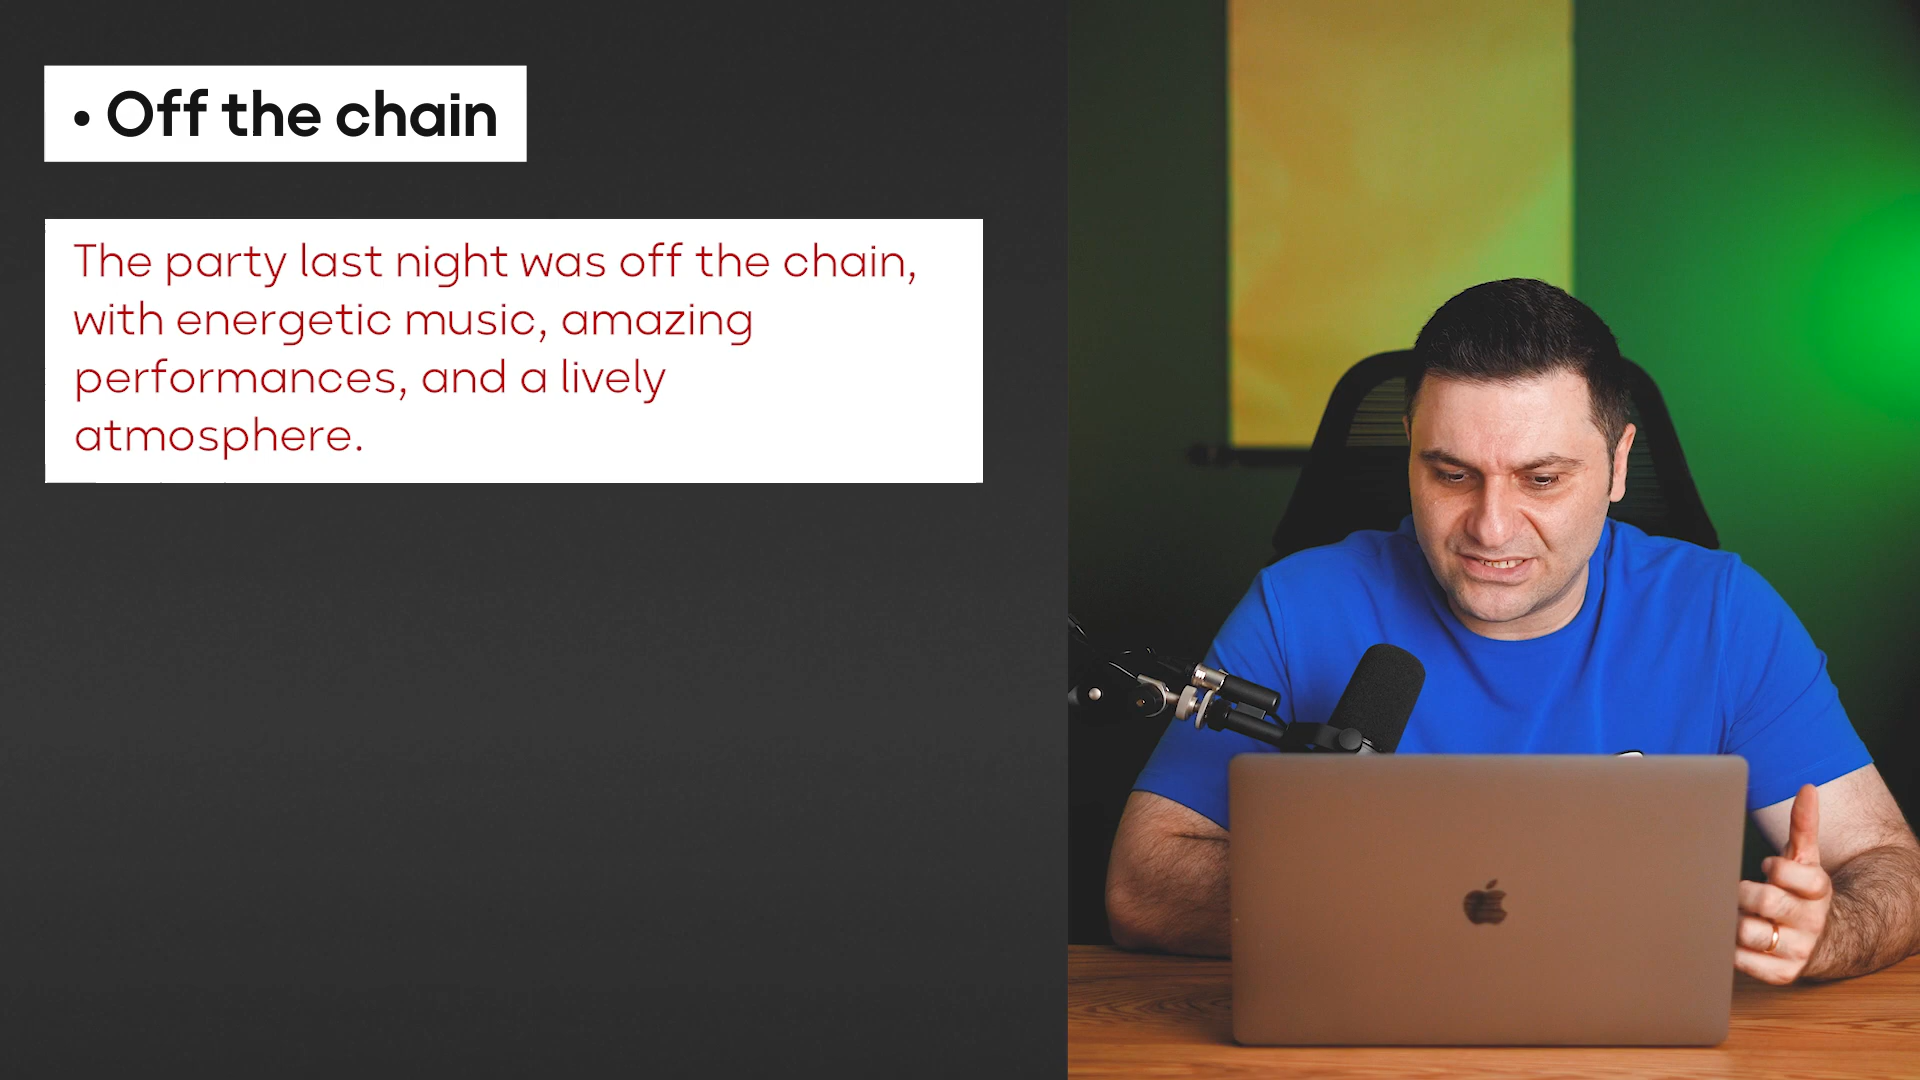 • Off the chain
The party last night was off the chain,
with energetic music, amazing
performances, and a lively
atmosphere.